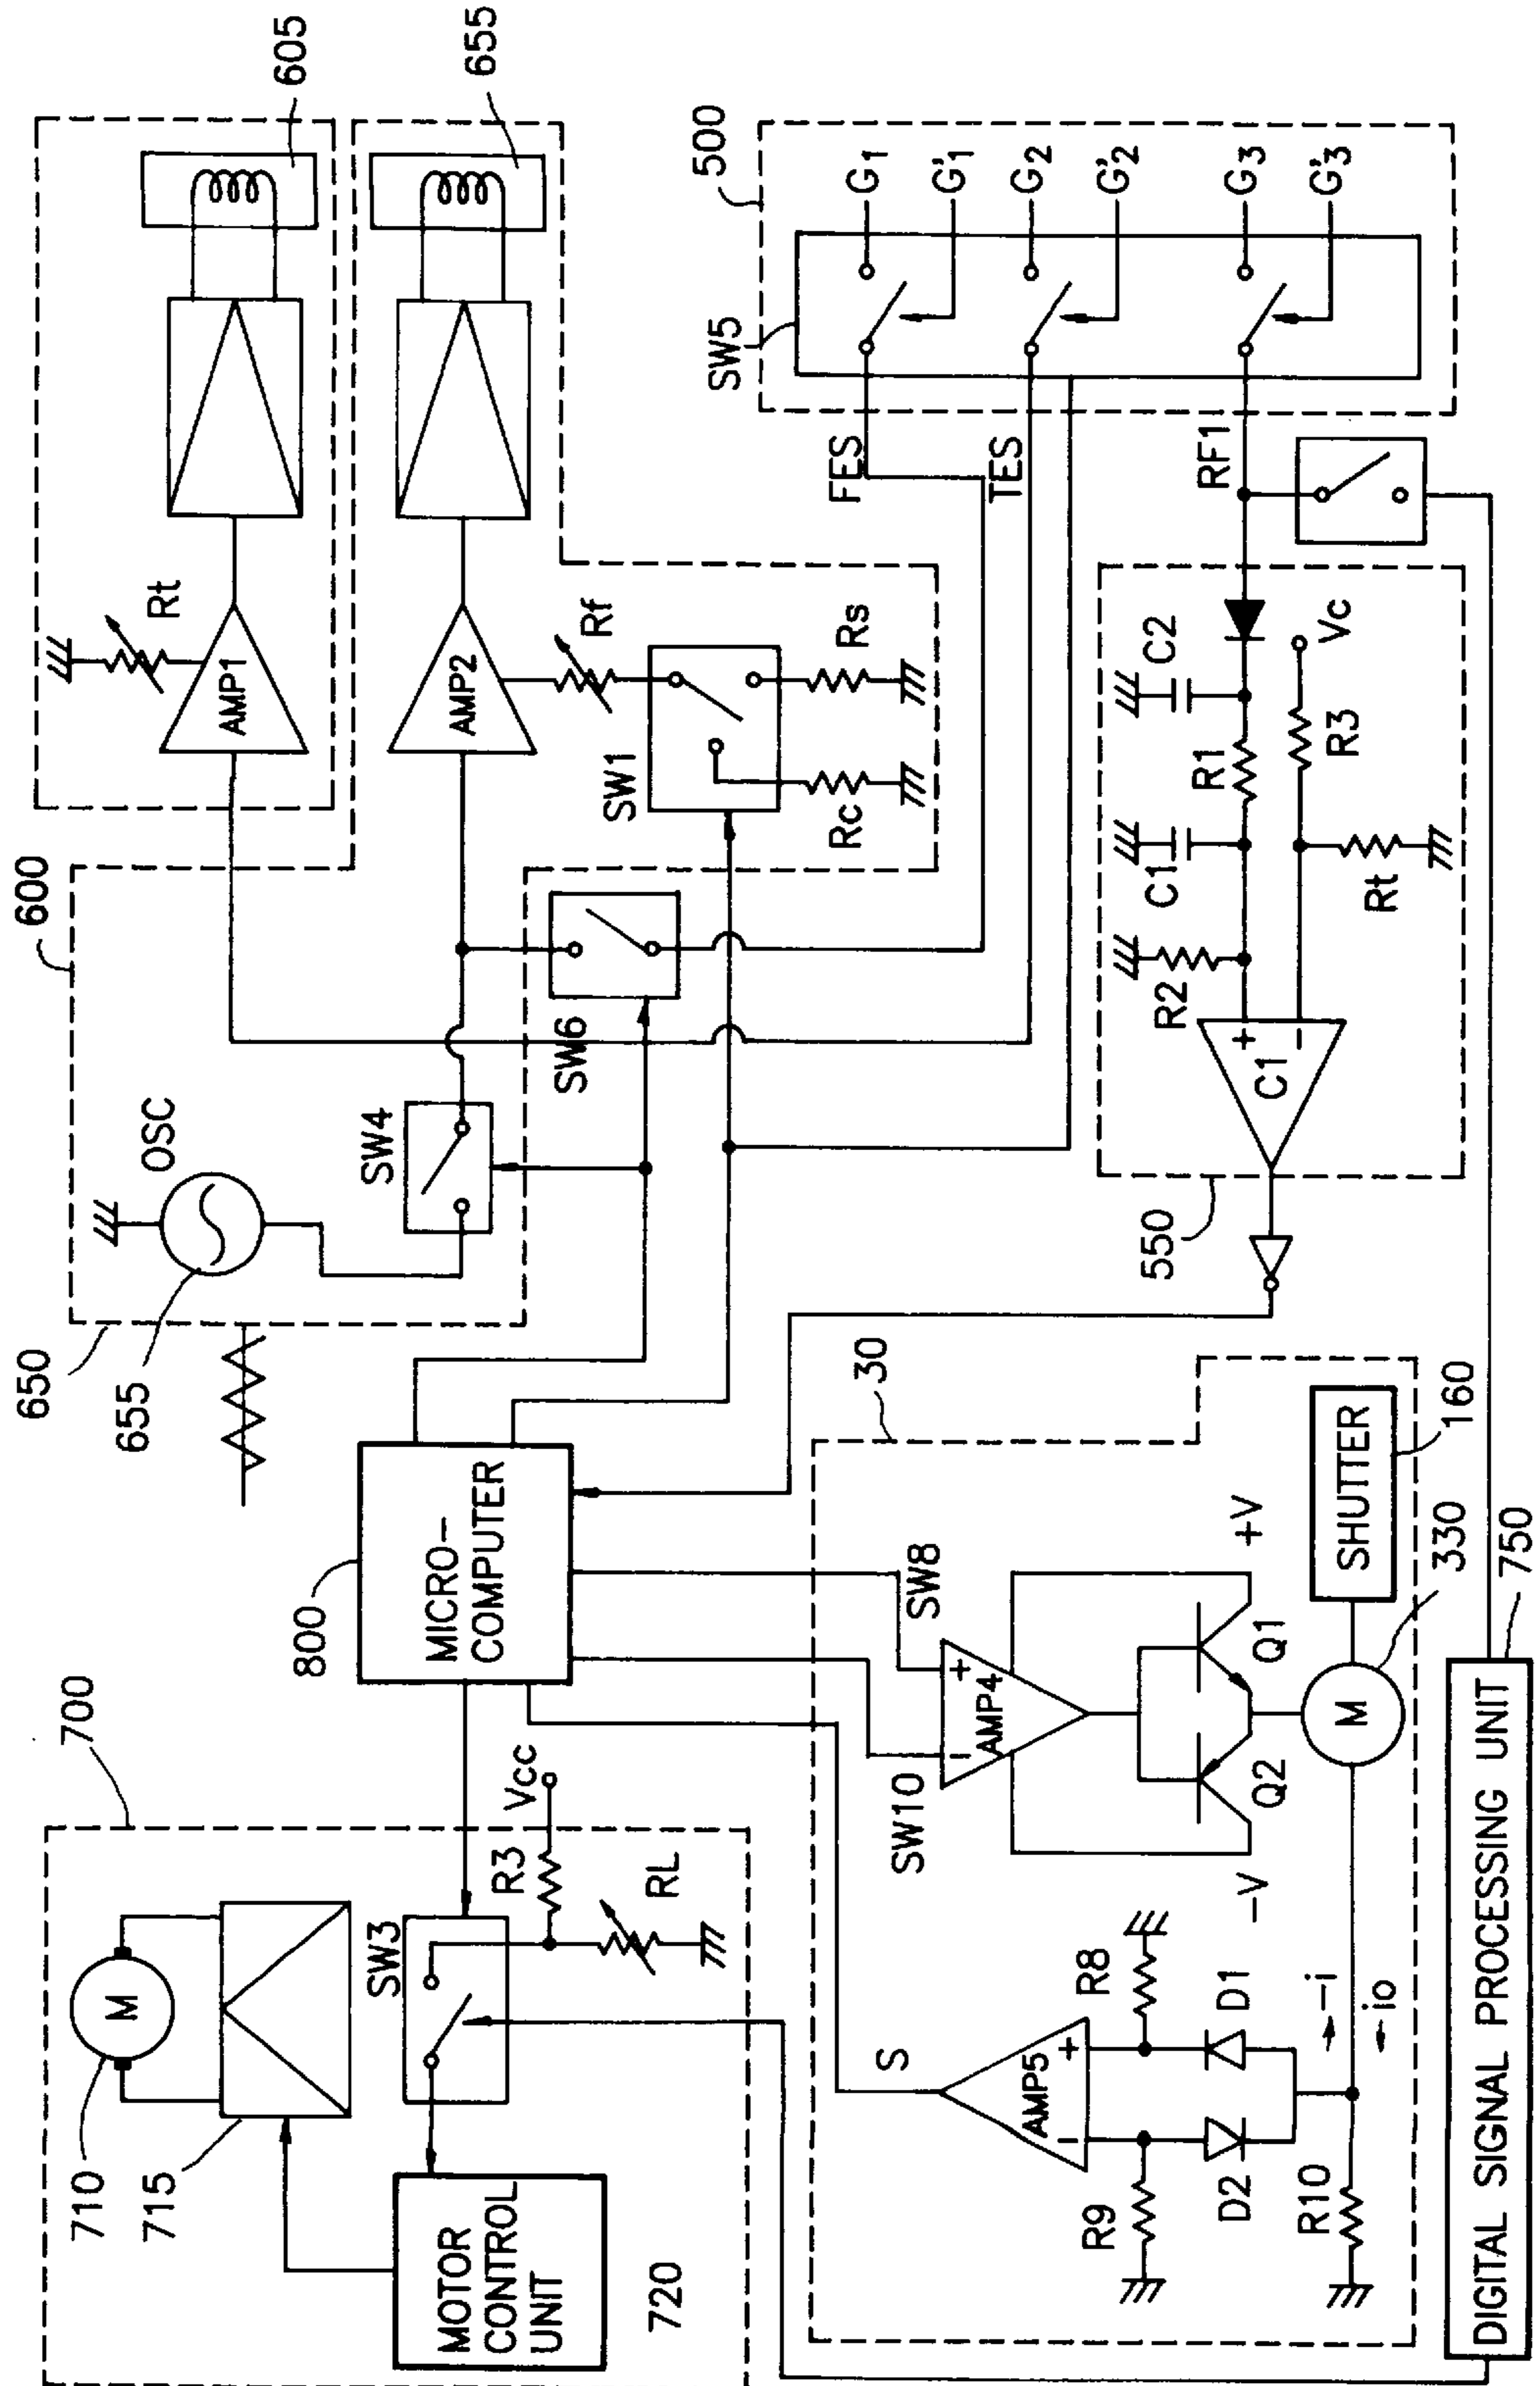 700
710
M
715
MOTOR
CONTROL
UNIT
720
SW3
R3
Vcc
RL
800
MICRO-
COMPUTER
650
655
OSC
600
SW4
SW6
AMP1
Rt
605
AMP2
Rf
655
SW1
Rc
Rs
500
SW5
FES
TES
RF1
G1
G'1
G2
G'2
G3
G'3
550
C1
+
−
R2
C1
R1
C2
R3
Vc
Rt
30
S
AMP5
−
+
R9
R8
D2
D1
R10
−i
io
SW10
SW8
−
+
AMP4
−V
+V
Q2
Q1
M
330
SHUTTER
160
DIGITAL SIGNAL PROCESSING UNIT
750